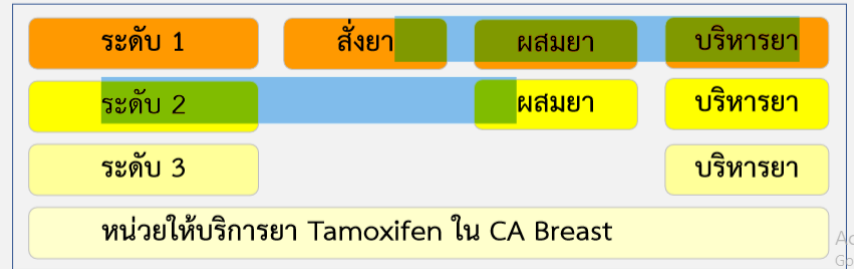 ระดับ 1 สั่งยา ผสมยา บริหารยา
ระดับ 2 ผสมยา บริหารยา
ระดับ 3 บริหารยา
หน่วยให้บริการยา Tamoxifen ใน CA Breast